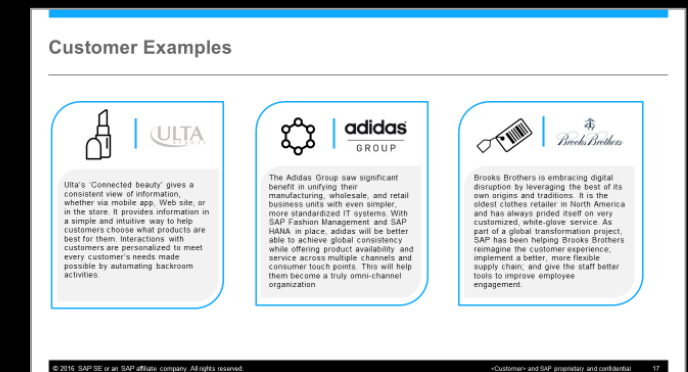 Customer Examples
ULTA
BEAUTY
adidas
GROUP
Brooks Brothers
Ulta's 'Connected beauty' gives a
consistent view of information,
whether via mobile app, Web site, or
in the store. It provides information in
a simple and intuitive way to help
customers choose what products are
best for them. Interactions with
customers are personalized to meet
every customer's needs made
possible by automating backroom
activities.
The Adidas Group saw significant
benefit in unifying their
manufacturing, wholesale, and retail
business units with even simpler,
more standardized IT systems. With
SAP Fashion Management and SAP
HANA in place, adidas will be better
able to achieve global consistency
while offering product availability and
service across multiple channels and
consumer touch points. This will help
them become a truly omni-channel
organization
Brooks Brothers is embracing digital
disruption by leveraging the best of its
own origins and traditions. It is the
oldest clothes retailer in North America
and has always prided itself on very
customized, white-glove service. As
part of a global transformation project,
SAP has been helping Brooks Brothers
reimagine the customer experience;
implement a better, more flexible
supply chain; and give the staff better
tools to improve employee
engagement.
© 2016 SAP SE or an SAP affiliate company. All rights reserved.
<Customer> and SAP proprietary and confidential
17